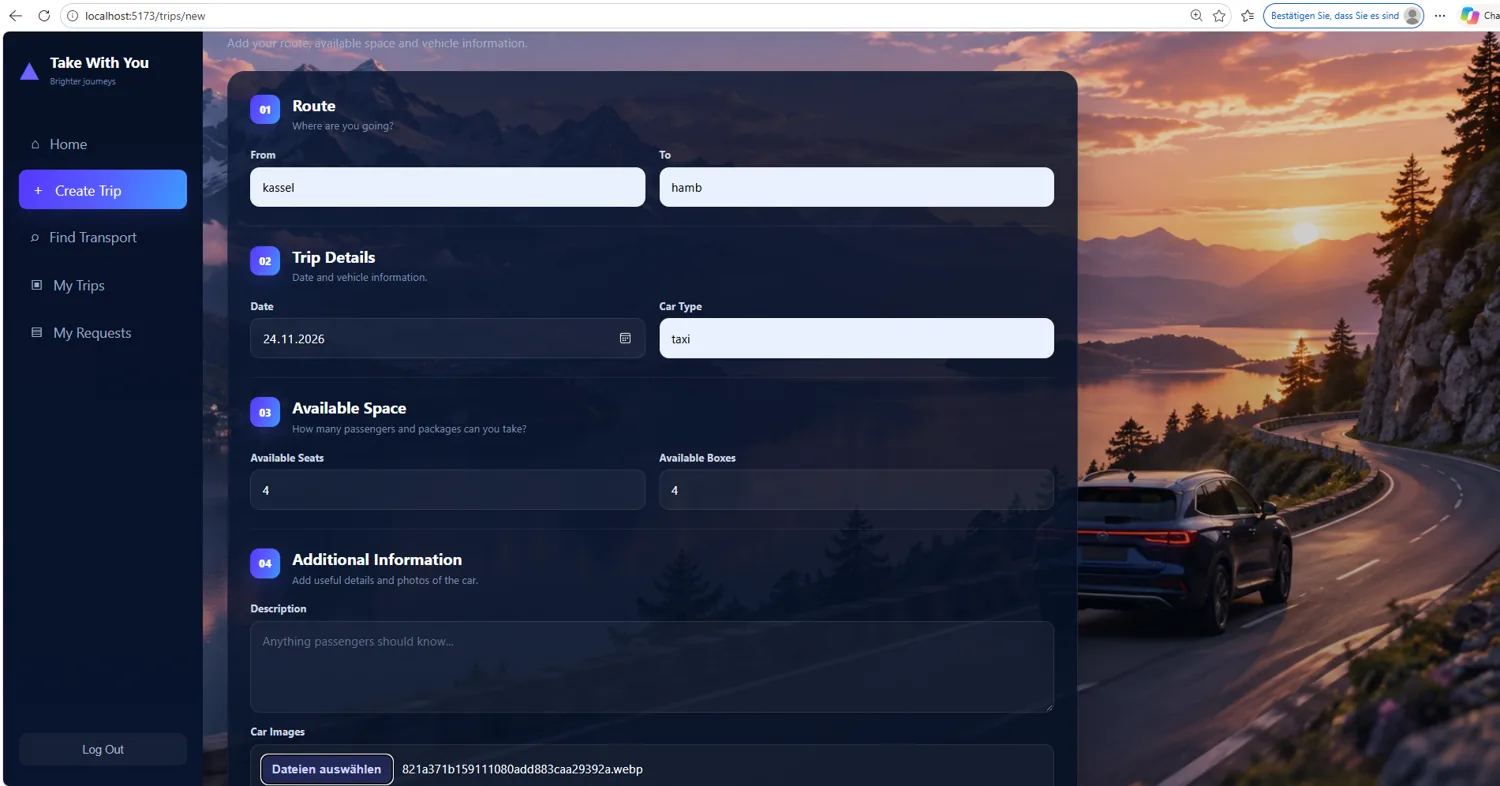 localhost:5173/trips/new
Bestätigen Sie, dass Sie es sind
Cha
Take With You
Brighter journeys
Home
+ Create Trip
Find Transport
My Trips
My Requests
Log Out
Add your route, available space and vehicle information.
01 Route
Where are you going?
From To
kassel hamb
02 Trip Details
Date and vehicle information.
Date Car Type
24.11.2026 taxi
03 Available Space
How many passengers and packages can you take?
Available Seats Available Boxes
4 4
04 Additional Information
Add useful details and photos of the car.
Description
Anything passengers should know...
Car Images
Dateien auswählen 821a371b159111080add883caa29392a.webp